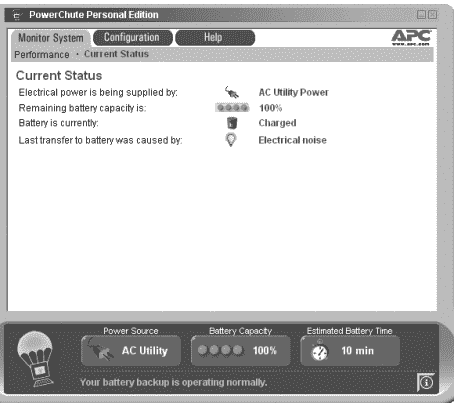 PowerChute Personal Edition
Monitor System Configuration Help
APC
www.apc.com
Performance · Current Status
Current Status
Electrical power is being supplied by: AC Utility Power
Remaining battery capacity is: 100%
Battery is currently: Charged
Last transfer to battery was caused by: Electrical noise
Power Source Battery Capacity Estimated Battery Time
AC Utility 100% 10 min
Your battery backup is operating normally.
i